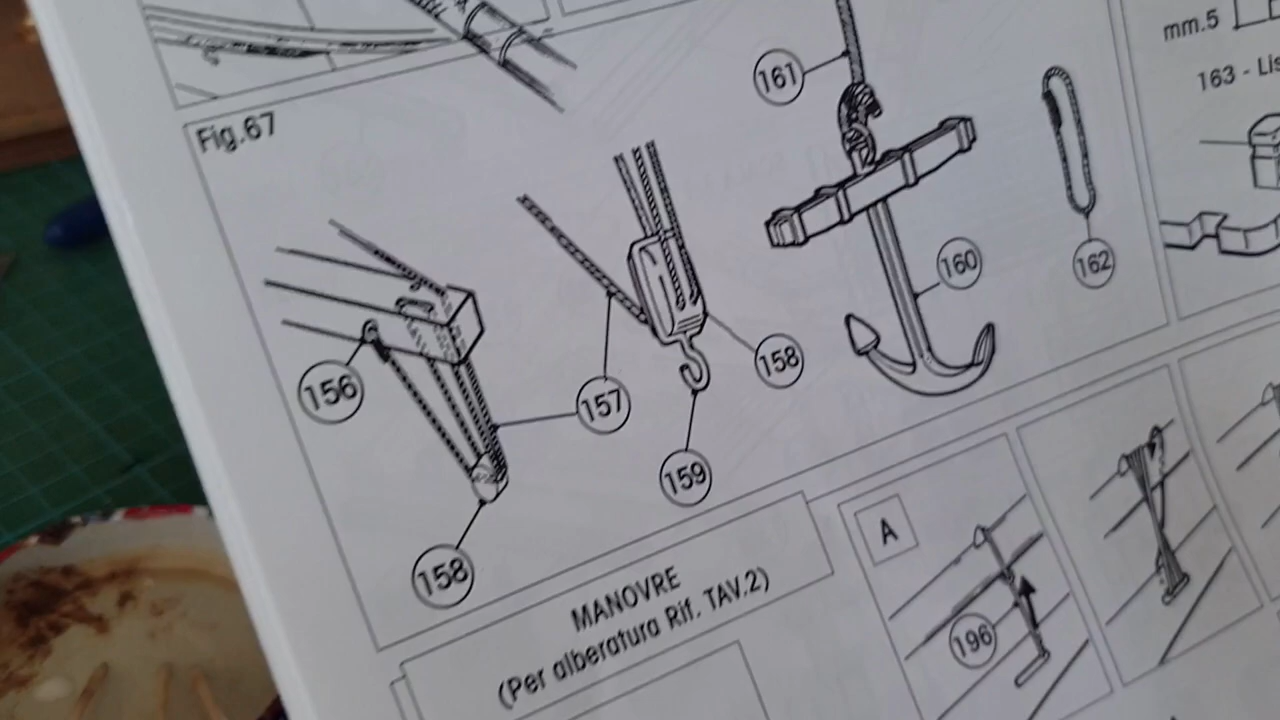 Fig.67
161
mm.5
163 - Lis
160
162
156
157
158
159
158
A
MANOVRE
(Per alberatura Rif. TAV.2)
196